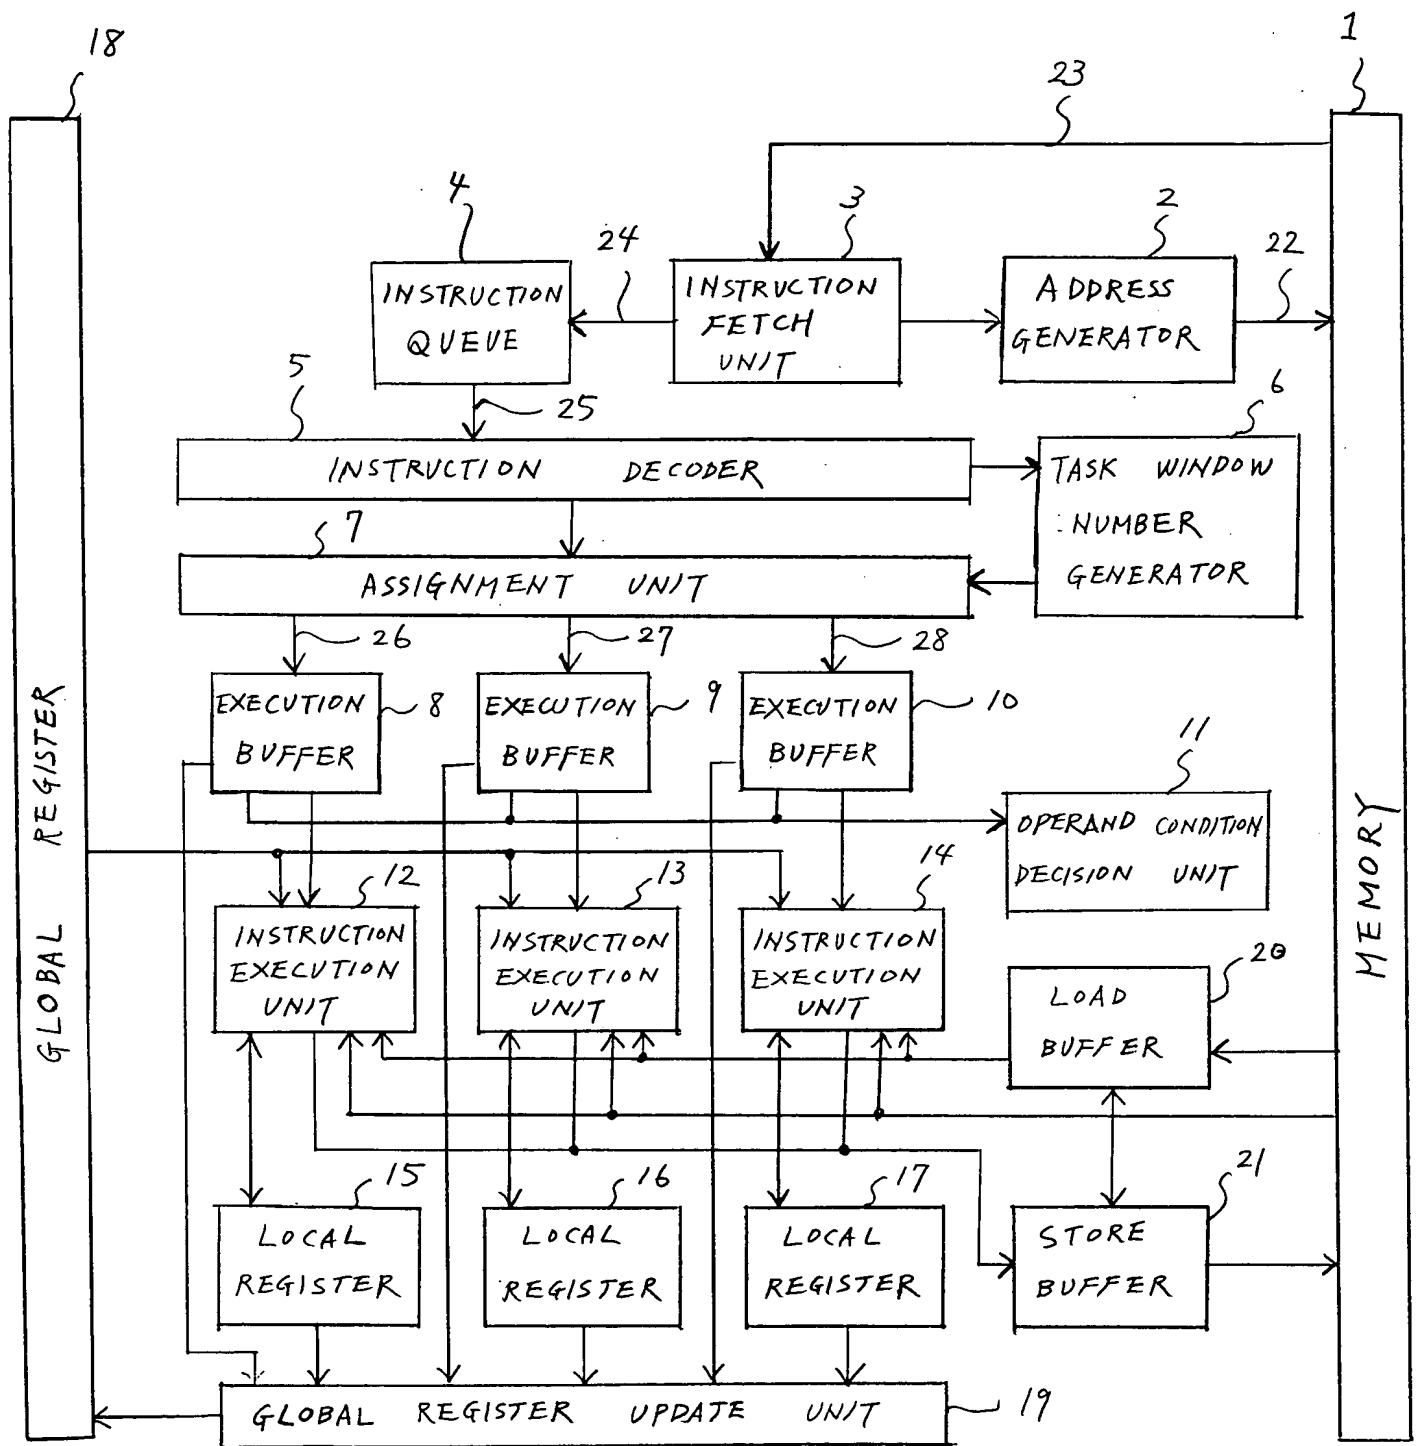 18
1
23
4
3
2
24
22
INSTRUCTION
QUEUE
INSTRUCTION
FETCH
UNIT
ADDRESS
GENERATOR
5
25
6
INSTRUCTION DECODER
TASK WINDOW
NUMBER
GENERATOR
7
ASSIGNMENT UNIT
26
27
28
EXECUTION
BUFFER
8
EXECUTION
BUFFER
9
EXECUTION
BUFFER
10
11
OPERAND CONDITION
DECISION UNIT
GLOBAL REGISTER
MEMORY
12
13
14
INSTRUCTION
EXECUTION
UNIT
INSTRUCTION
EXECUTION
UNIT
INSTRUCTION
EXECUTION
UNIT
20
LOAD
BUFFER
15
16
17
21
LOCAL
REGISTER
LOCAL
REGISTER
LOCAL
REGISTER
STORE
BUFFER
GLOBAL REGISTER UPDATE UNIT
19